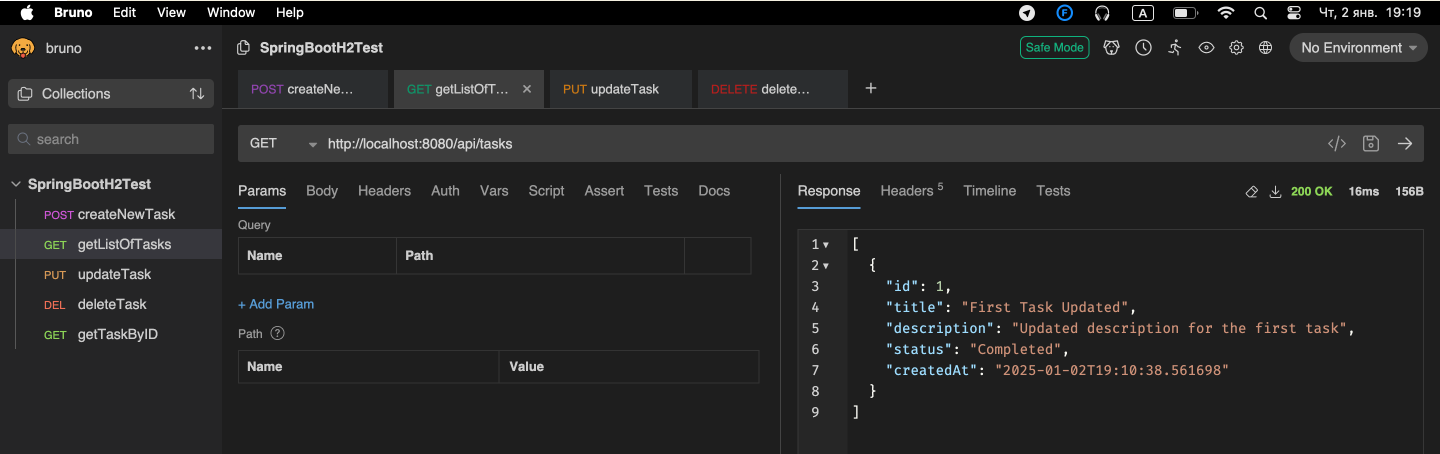 Bruno Edit View Window Help F A Чт, 2 янв. 19:19
bruno ••• SpringBootH2Test Safe Mode No Environment
Collections
POST createNe... GET getListOfT... × PUT updateTask DELETE delete... +
search
GET http://localhost:8080/api/tasks </>
SpringBootH2Test
POST createNewTask
GET getListOfTasks
PUT updateTask
DEL deleteTask
GET getTaskByID
Params Body Headers Auth Vars Script Assert Tests Docs
Query
Name Path
+ Add Param
Path ?
Name Value
Response Headers 5 Timeline Tests 200 OK 16ms 156B
1 [
2 {
3 "id": 1,
4 "title": "First Task Updated",
5 "description": "Updated description for the first task",
6 "status": "Completed",
7 "createdAt": "2025-01-02T19:10:38.561698"
8 }
9 ]